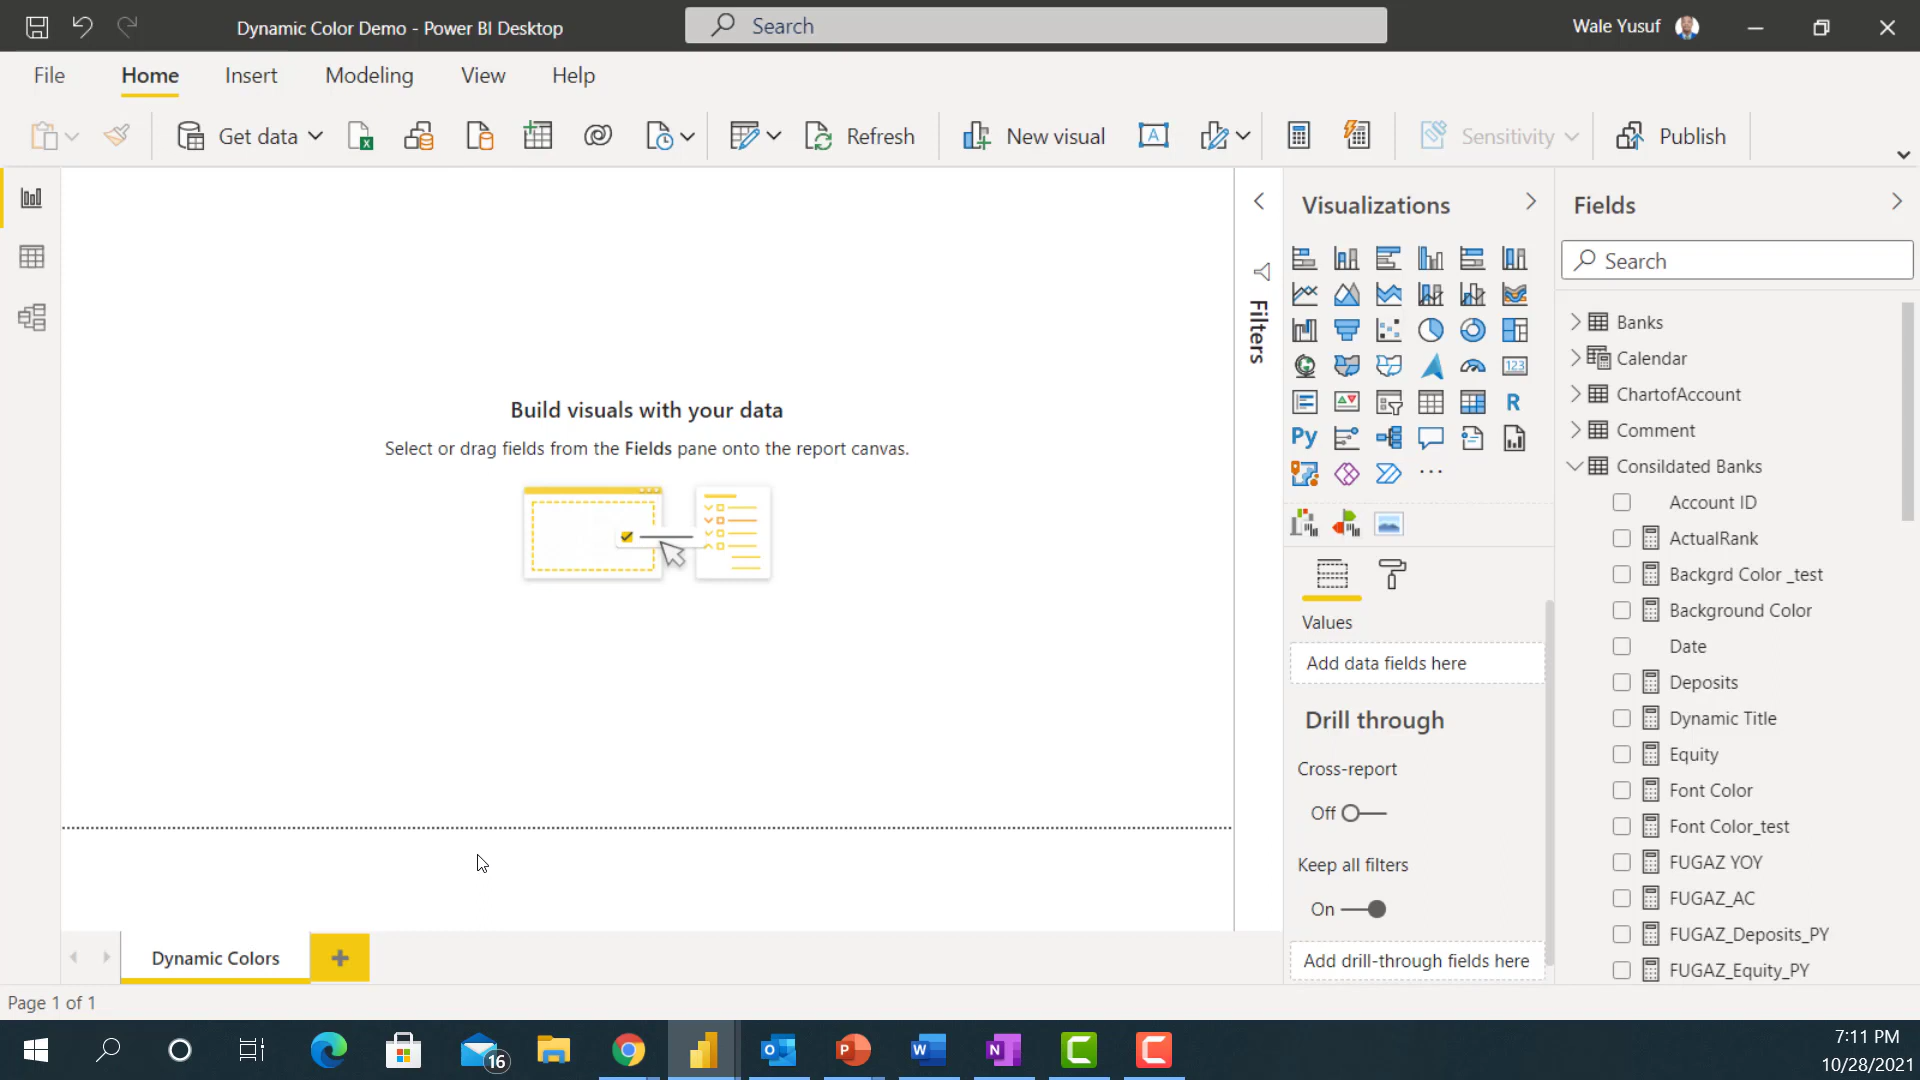 Dynamic Color Demo - Power BI Desktop
Search
Wale Yusuf
File
Home
Insert
Modeling
View
Help
Get data
Refresh
New visual
Sensitivity
Publish
Build visuals with your data
Select or drag fields from the Fields pane onto the report canvas.
Filters
Visualizations
123
R
Py
Values
Add data fields here
Drill through
Cross-report
Off
Keep all filters
On
Add drill-through fields here
Fields
Search
Banks
Calendar
ChartofAccount
Comment
Consildated Banks
Account ID
ActualRank
Backgrd Color _test
Background Color
Date
Deposits
Dynamic Title
Equity
Font Color
Font Color_test
FUGAZ YOY
FUGAZ_AC
FUGAZ_Deposits_PY
FUGAZ_Equity_PY
Dynamic Colors
Page 1 of 1
16
7:11 PM
10/28/2021